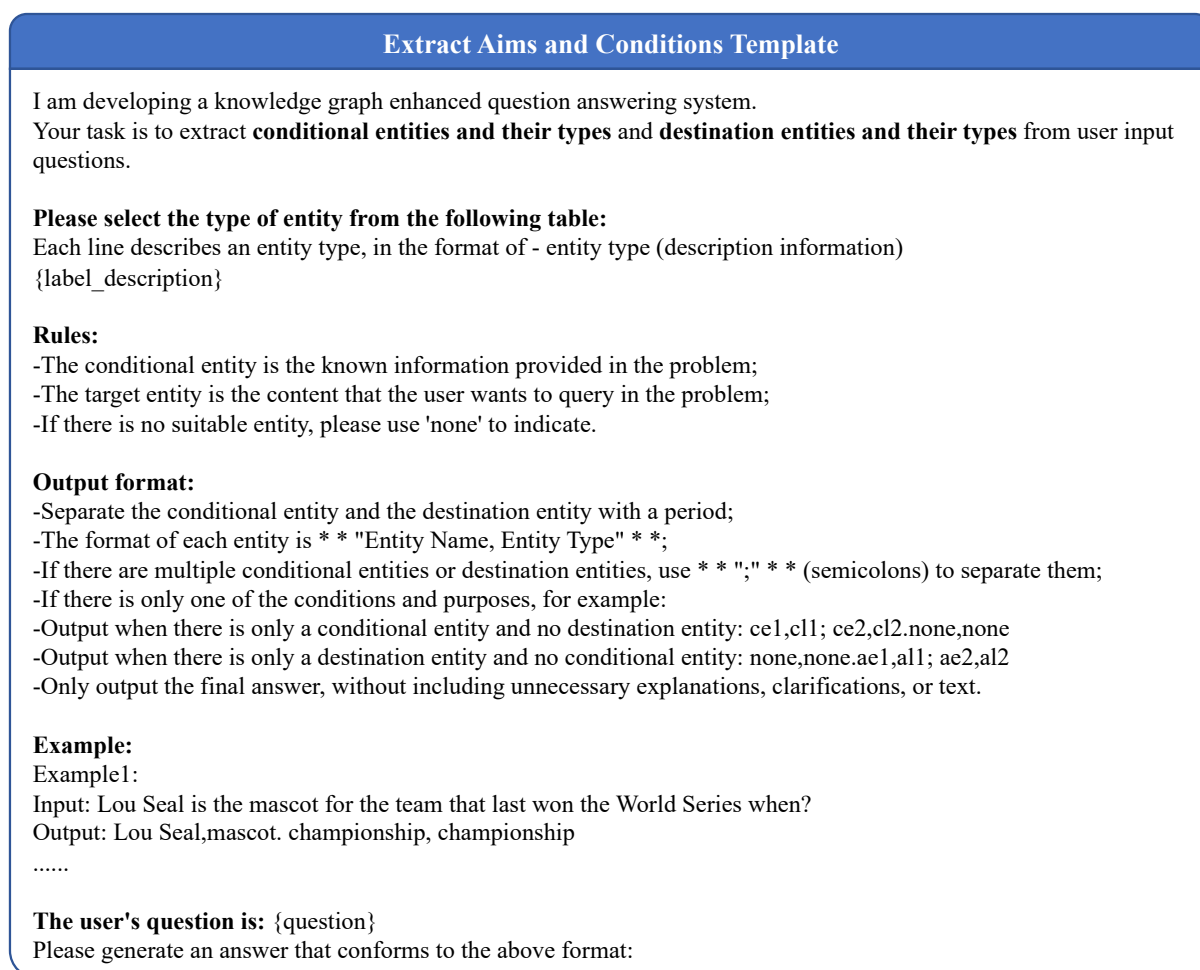 Extract Aims and Conditions Template
I am developing a knowledge graph enhanced question answering system.
Your task is to extract conditional entities and their types and destination entities and their types from user input
questions.
Please select the type of entity from the following table:
Each line describes an entity type, in the format of - entity type (description information)
{label_description}
Rules:
-The conditional entity is the known information provided in the problem;
-The target entity is the content that the user wants to query in the problem;
-If there is no suitable entity, please use 'none' to indicate.
Output format:
-Separate the conditional entity and the destination entity with a period;
-The format of each entity is * * "Entity Name, Entity Type" * *;
-If there are multiple conditional entities or destination entities, use * * ";" * * (semicolons) to separate them;
-If there is only one of the conditions and purposes, for example:
-Output when there is only a conditional entity and no destination entity: ce1,cl1; ce2,cl2.none,none
-Output when there is only a destination entity and no conditional entity: none,none.ae1,al1; ae2,al2
-Only output the final answer, without including unnecessary explanations, clarifications, or text.
Example:
Example1:
Input: Lou Seal is the mascot for the team that last won the World Series when?
Output: Lou Seal,mascot. championship, championship
......
The user's question is: {question}
Please generate an answer that conforms to the above format: